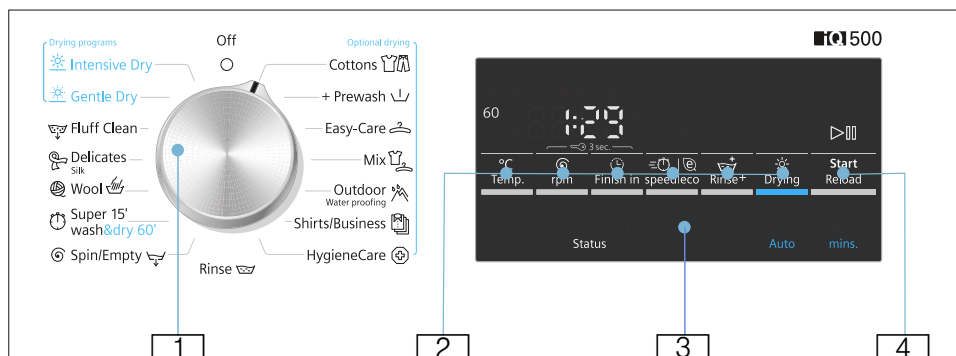 Off
Drying programs
Intensive Dry
Gentle Dry
Fluff Clean
Delicates
Silk
Wool
Super 15'
wash&dry 60'
Spin/Empty
Rinse
Optional drying
Cottons
+ Prewash
Easy-Care
Mix
Outdoor
Water proofing
Shirts/Business
HygieneCare
iQ500
60
1:29
3 sec.
°C
Temp.
rpm
Finish in
speed eco
Rinse+
Drying
Start
Reload
Status
Auto
mins.
1
2
3
4